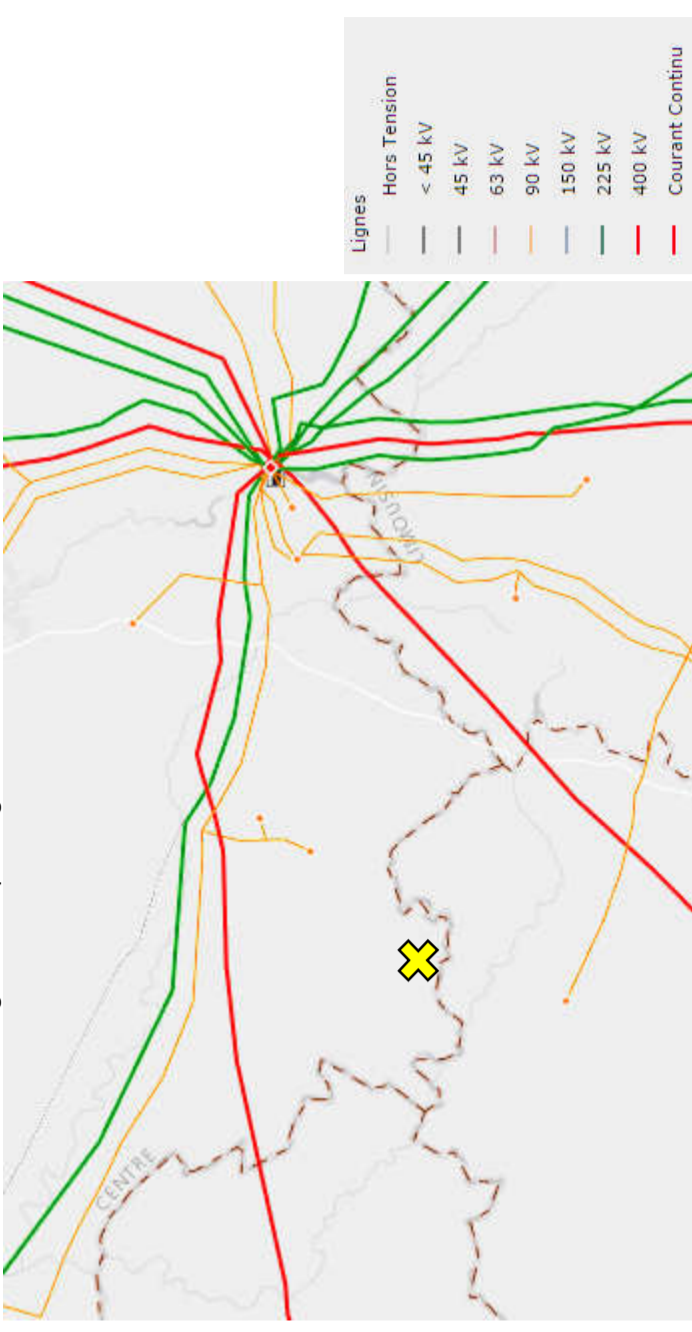 Lignes
Hors Tension
< 45 kV
45 kV
63 kV
90 kV
150 kV
225 kV
400 kV
Courant Continu
LIMOUSIN
CENTRE